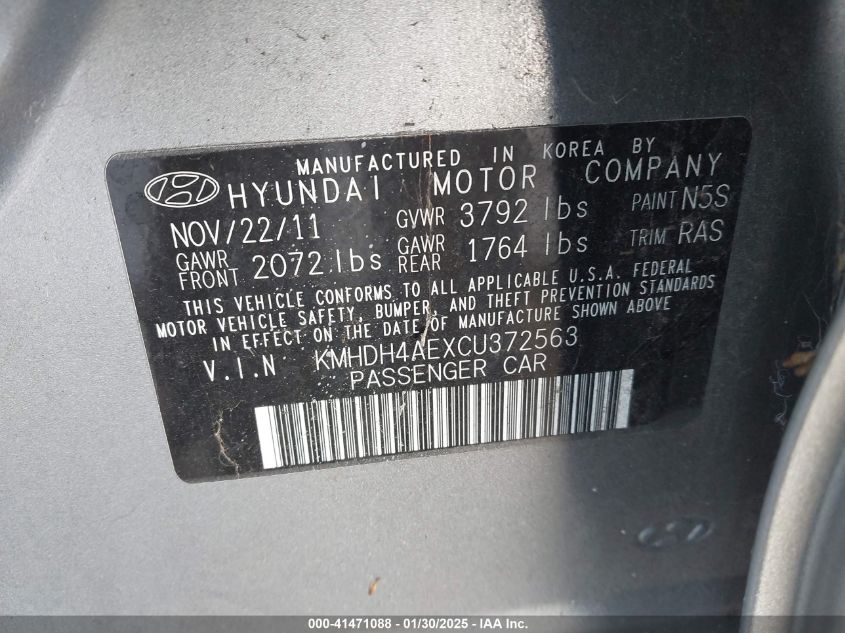 MANUFACTURED IN KOREA BY
HYUNDAI MOTOR COMPANY
NOV/22/11 GVWR 3792 lbs PAINT N5S
GAWR FRONT 2072 lbs GAWR REAR 1764 lbs TRIM RAS
THIS VEHICLE CONFORMS TO ALL APPLICABLE U.S.A. FEDERAL
MOTOR VEHICLE SAFETY, BUMPER, AND THEFT PREVENTION STANDARDS
IN EFFECT ON THE DATE OF MANUFACTURE SHOWN ABOVE
V.I.N KMHDH4AEXCU372563
PASSENGER CAR
000-41471088 - 01/30/2025 - IAA Inc.